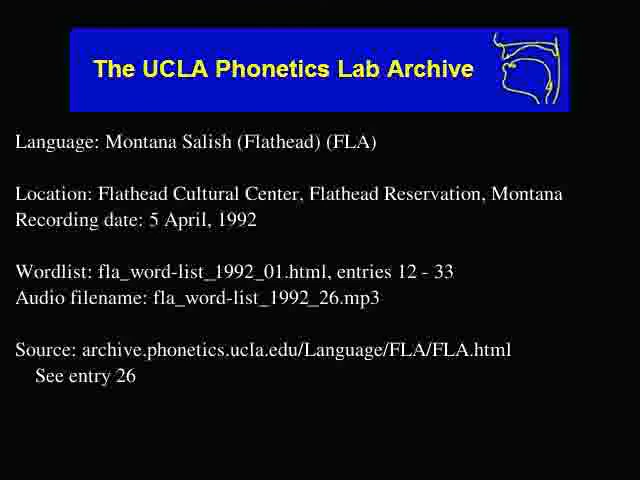 The UCLA Phonetics Lab Archive
Language: Montana Salish (Flathead) (FLA)
Location: Flathead Cultural Center, Flathead Reservation, Montana
Recording date: 5 April, 1992
Wordlist: fla_word-list_1992_01.html, entries 12 - 33
Audio filename: fla_word-list_1992_26.mp3
Source: archive.phonetics.ucla.edu/Language/FLA/FLA.html
See entry 26